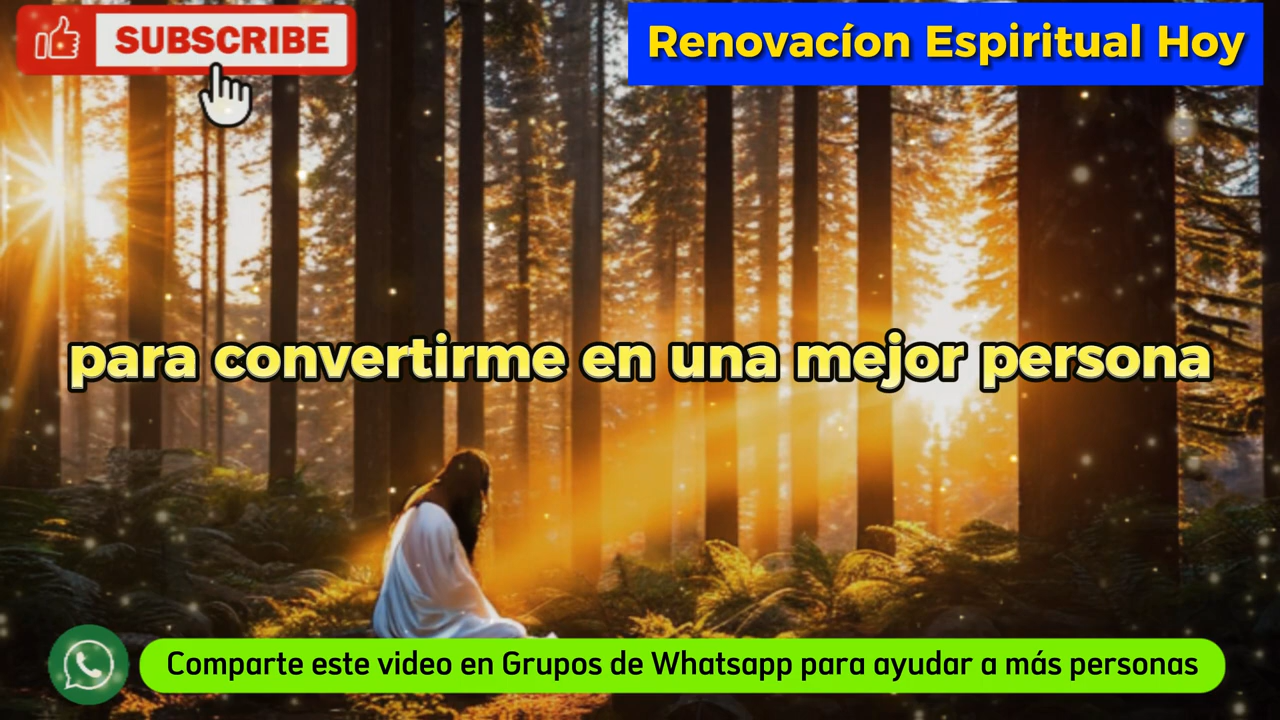 SUBSCRIBE
Renovacíon Espiritual Hoy
para convertirme en una mejor persona
Comparte este video en Grupos de Whatsapp para ayudar a más personas